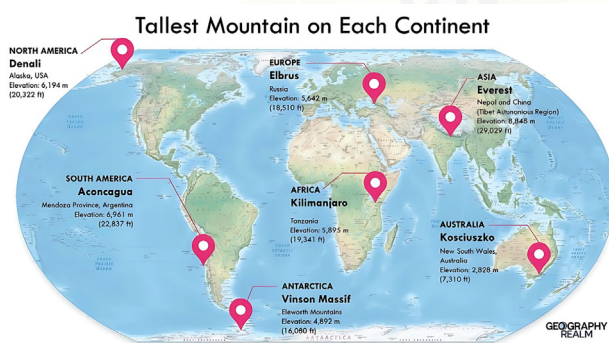 Tallest Mountain on Each Continent
NORTH AMERICA
Denali
Alaska, USA
Elevation: 6,194 m
(20,322 ft)
EUROPE
Elbrus
Russia
Elevation: 5,642 m
(18,510 ft)
ASIA
Everest
Nepal and China
(Tibet Autonomous Region)
Elevation: 8,848 m
(29,029 ft)
SOUTH AMERICA
Aconcagua
Mendoza Province, Argentina
Elevation: 6,961 m
(22,837 ft)
AFRICA
Kilimanjaro
Tanzania
Elevation: 5,895 m
(19,341 ft)
AUSTRALIA
Kosciuszko
New South Wales,
Australia
Elevation: 2,828 m
(7,310 ft)
ANTARCTICA
Vinson Massif
Eleworth Mountains
Elevation: 4,892 m
(16,080 ft)
ANTARCTICA
GEOGRAPHY
REALM